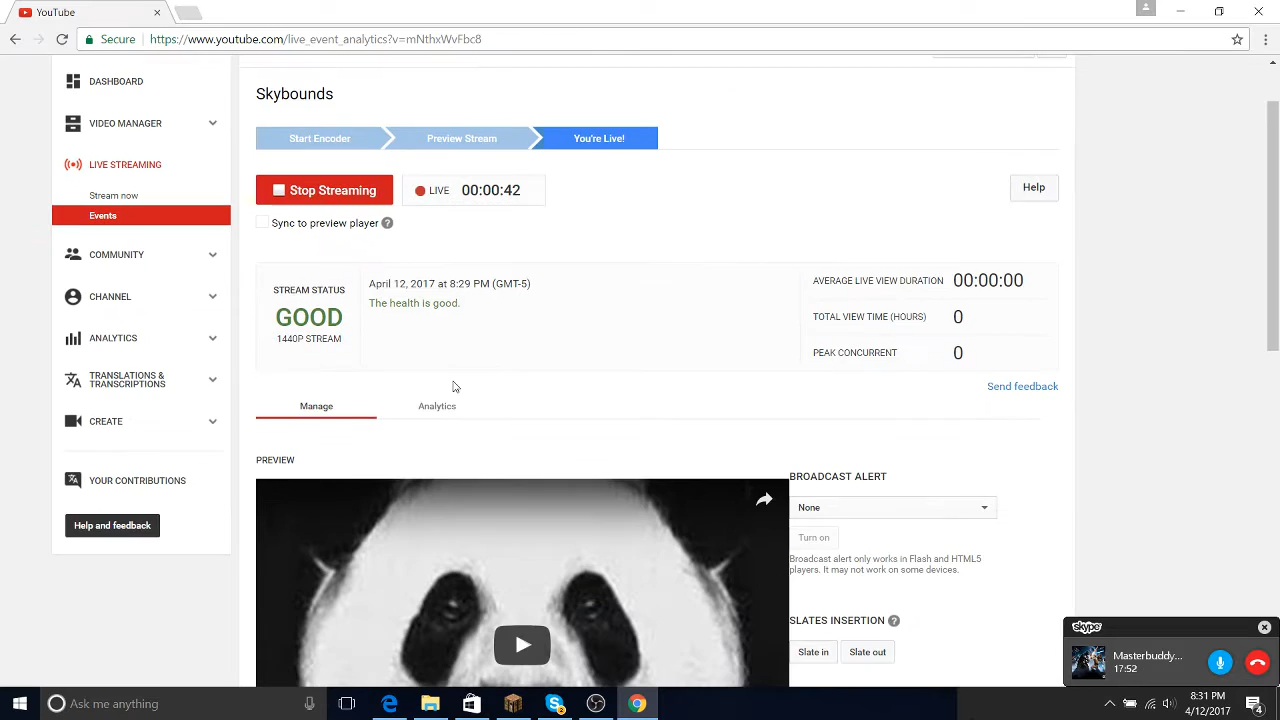 YouTube
Secure
https://www.youtube.com/live_event_analytics?v=mNthxWvFbc8
DASHBOARD
VIDEO MANAGER
LIVE STREAMING
Stream now
Events
COMMUNITY
CHANNEL
ANALYTICS
TRANSLATIONS &
TRANSCRIPTIONS
CREATE
YOUR CONTRIBUTIONS
Help and feedback
Skybounds
Start Encoder
Preview Stream
You're Live!
Stop Streaming
LIVE 00:00:42
Help
Sync to preview player ?
STREAM STATUS
GOOD
1440P STREAM
April 12, 2017 at 8:29 PM (GMT-5)
The health is good.
AVERAGE LIVE VIEW DURATION 00:00:00
TOTAL VIEW TIME (HOURS) 0
PEAK CONCURRENT 0
Send feedback
Manage
Analytics
PREVIEW
BROADCAST ALERT
None
Turn on
Broadcast alert only works in Flash and HTML5
players. It may not work on some devices.
SLATES INSERTION ?
Slate in
Slate out
skype
Masterbuddy...
17:52
Ask me anything
8:31 PM
4/12/2017